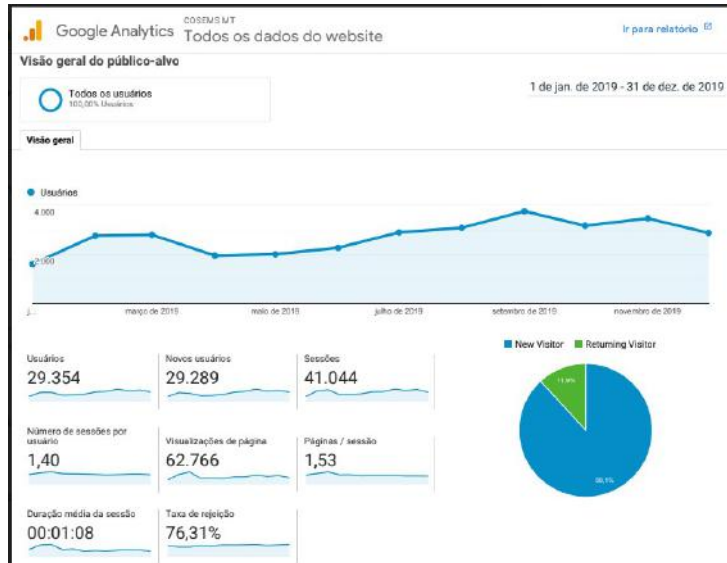 Google Analytics
COSEMS MT
Todos os dados do website
Ir para relatório
Visão geral do público-alvo
Todos os usuários
100,00% Usuários
1 de jan. de 2019 - 31 de dez. de 2019
Visão geral
Usuários
4.000
2.000
j...
março de 2019
maio de 2019
julho de 2019
setembro de 2019
novembro de 2019
New Visitor
Returning Visitor
Usuários
29.354
Novos usuários
29.289
Sessões
41.044
Número de sessões por
usuário
1,40
Visualizações de página
62.766
Páginas / sessão
1,53
Duração média da sessão
00:01:08
Taxa de rejeição
76,31%
11,9%
88,1%